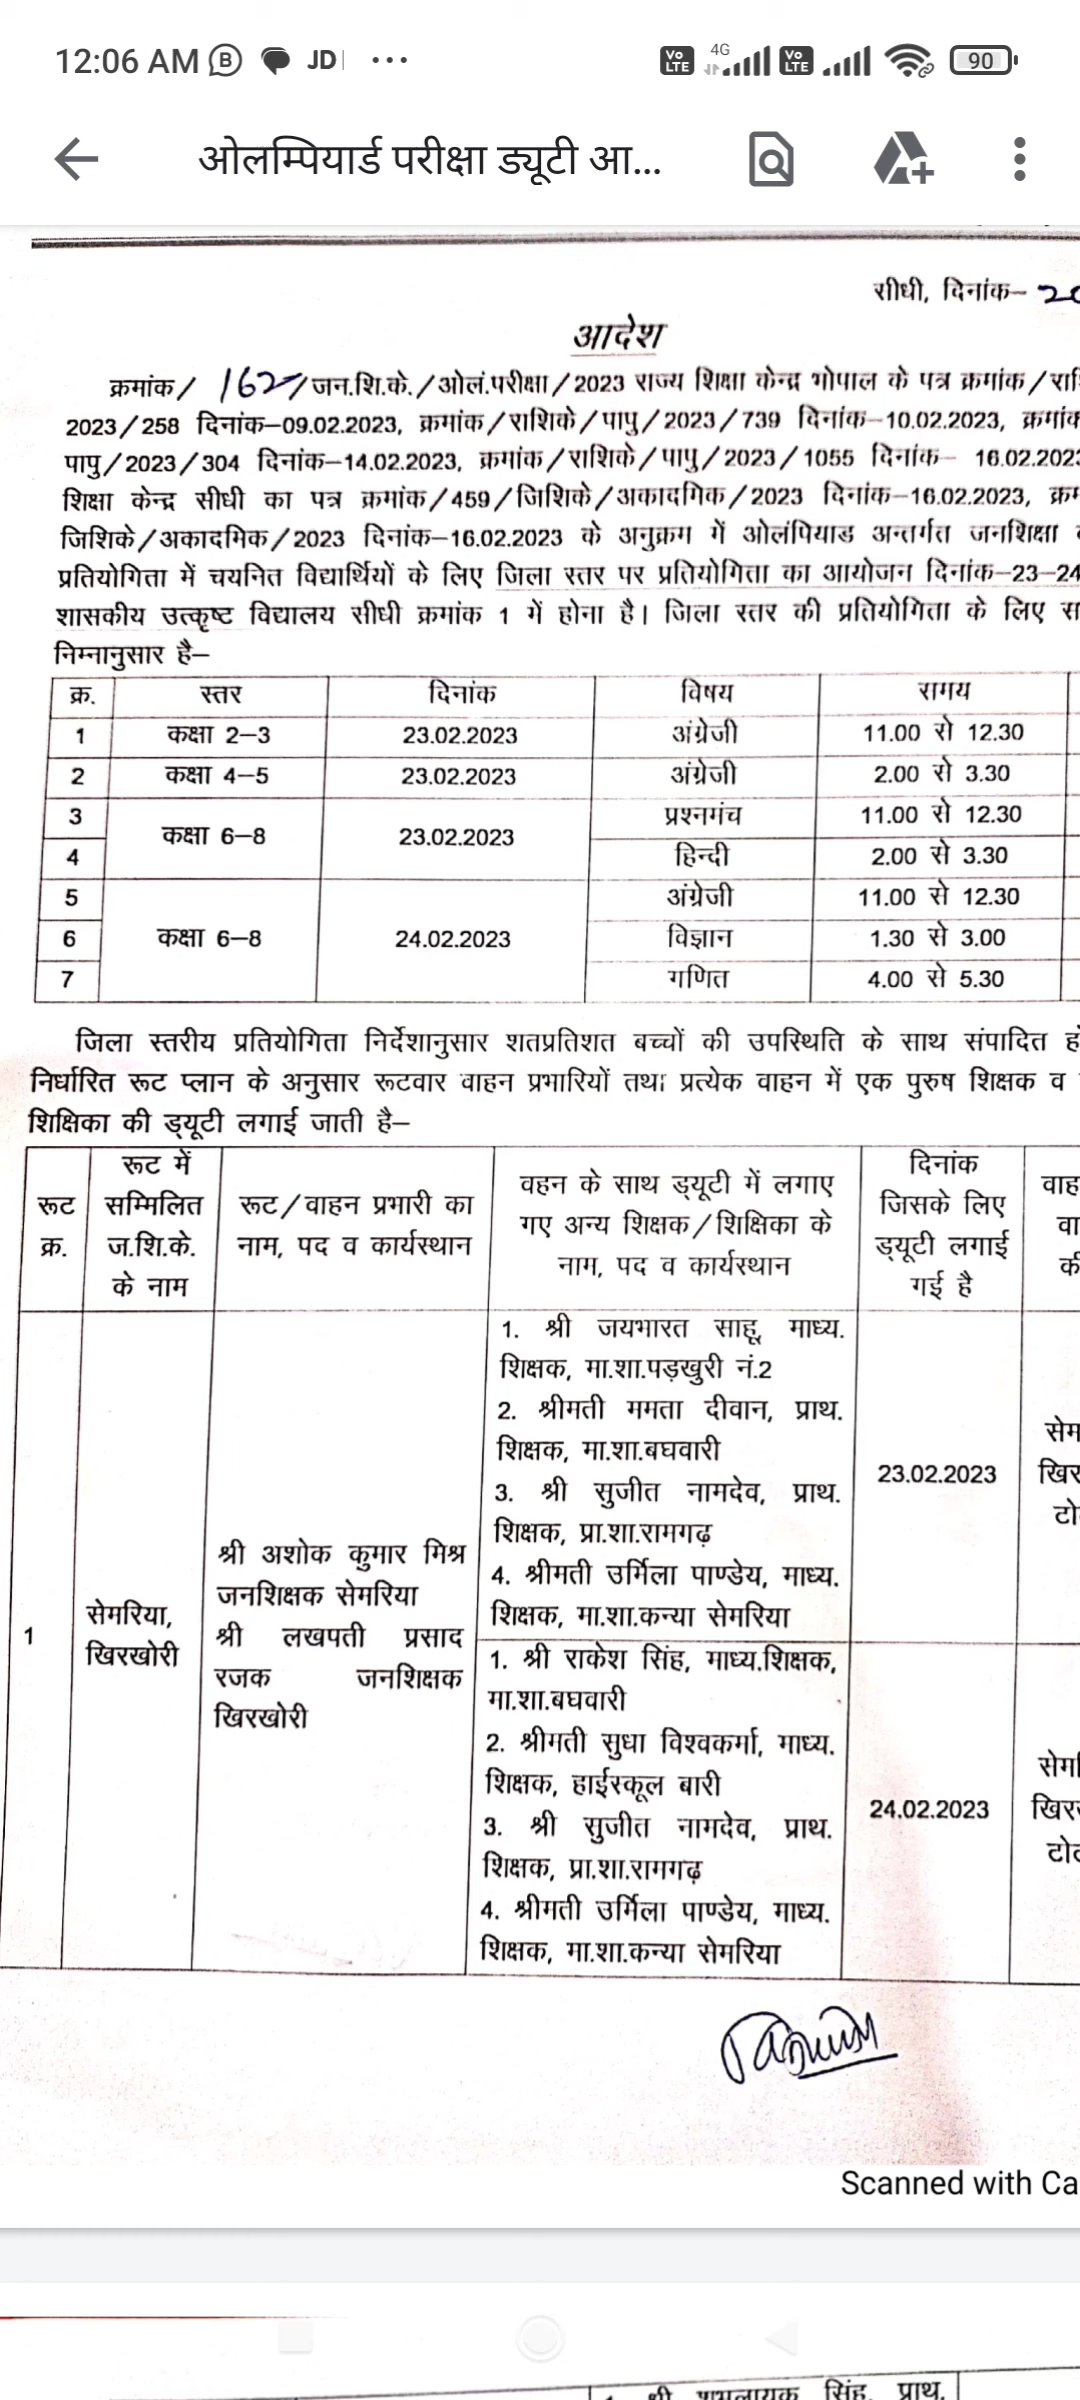 12:06 AM JD 4G Vo LTE Vo LTE 90
ओलम्पियार्ड परीक्षा ड्यूटी आ...
सीधी, दिनांक–
आदेश
क्रमांक/ 162/जन.शि.के./ओलं.परीक्षा/2023 राज्य शिक्षा केन्द्र भोपाल के पत्र क्रमांक/राशि
2023/258 दिनांक–09.02.2023, क्रमांक/राशिके/पापु/2023/739 दिनांक–10.02.2023, क्रमांक
पापु/2023/304 दिनांक–14.02.2023, क्रमांक/राशिके/पापु/2023/1055 दिनांक– 16.02.2023
शिक्षा केन्द्र सीधी का पत्र क्रमांक/459/जिशिके/अकादमिक/2023 दिनांक–16.02.2023,
जिशिके/अकादमिक/2023 दिनांक–16.02.2023 के अनुक्रम में ओलंपियाड अन्तर्गत जनशिक्षा
प्रतियोगिता में चयनित विद्यार्थियों के लिए जिला स्तर पर प्रतियोगिता का आयोजन दिनांक–23–24
शासकीय उत्कृष्ट विद्यालय सीधी क्रमांक 1 में होना है। जिला स्तर की प्रतियोगिता के लिए
निम्नानुसार है–
क्र. स्तर दिनांक विषय समय
1 कक्षा 2–3 23.02.2023 अंग्रेजी 11.00 से 12.30
2 कक्षा 4–5 23.02.2023 अंग्रेजी 2.00 से 3.30
3 कक्षा 6–8 23.02.2023 प्रश्नमंच 11.00 से 12.30
4 हिन्दी 2.00 से 3.30
5 अंग्रेजी 11.00 से 12.30
6 कक्षा 6–8 24.02.2023 विज्ञान 1.30 से 3.00
7 गणित 4.00 से 5.30
जिला स्तरीय प्रतियोगिता निर्देशानुसार शतप्रतिशत बच्चों की उपस्थिति के साथ संपादित
निर्धारित रूट प्लान के अनुसार रूटवार वाहन प्रभारियों तथा प्रत्येक वाहन में एक पुरुष शिक्षक व
शिक्षिका की ड्यूटी लगाई जाती है–
रूट
क्र.
रूट में
सम्मिलित
ज.शि.के.
के नाम
रूट/वाहन प्रभारी का
नाम, पद व कार्यस्थान
वहन के साथ ड्यूटी में लगाए
गए अन्य शिक्षक/शिक्षिका के
नाम, पद व कार्यस्थान
दिनांक
जिसके लिए
ड्यूटी लगाई
गई है
वाह
वा
की
1
सेमरिया,
खिरखोरी
श्री अशोक कुमार मिश्र
जनशिक्षक सेमरिया
श्री लखपती प्रसाद
रजक जनशिक्षक
खिरखोरी
1. श्री जयभारत साहू, माध्य.
शिक्षक, मा.शा.पड़खुरी नं.2
2. श्रीमती ममता दीवान, प्राथ.
शिक्षक, मा.शा.बघवारी
3. श्री सुजीत नामदेव, प्राथ.
शिक्षक, प्रा.शा.रामगढ़
4. श्रीमती उर्मिला पाण्डेय, माध्य.
शिक्षक, मा.शा.कन्या सेमरिया
23.02.2023
सेम
खिर
टो
1. श्री राकेश सिंह, माध्य.शिक्षक,
मा.शा.बघवारी
2. श्रीमती सुधा विश्वकर्मा, माध्य.
शिक्षक, हाईस्कूल बारी
3. श्री सुजीत नामदेव, प्राथ.
शिक्षक, प्रा.शा.रामगढ़
4. श्रीमती उर्मिला पाण्डेय, माध्य.
शिक्षक, मा.शा.कन्या सेमरिया
24.02.2023
सेम
खिर
टो
Scanned with Ca
सिंह, प्राथ.